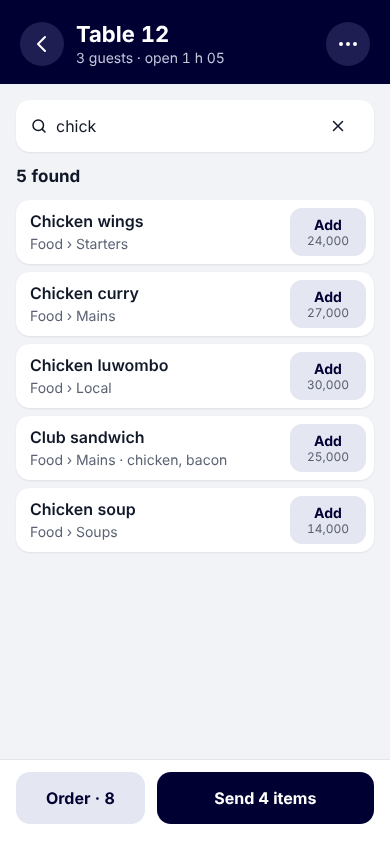 Table 12
3 guests · open 1 h 05
chick
5 found
Chicken wings
Food › Starters
Add
24,000
Chicken curry
Food › Mains
Add
27,000
Chicken luwombo
Food › Local
Add
30,000
Club sandwich
Food › Mains · chicken, bacon
Add
25,000
Chicken soup
Food › Soups
Add
14,000
Order · 8
Send 4 items